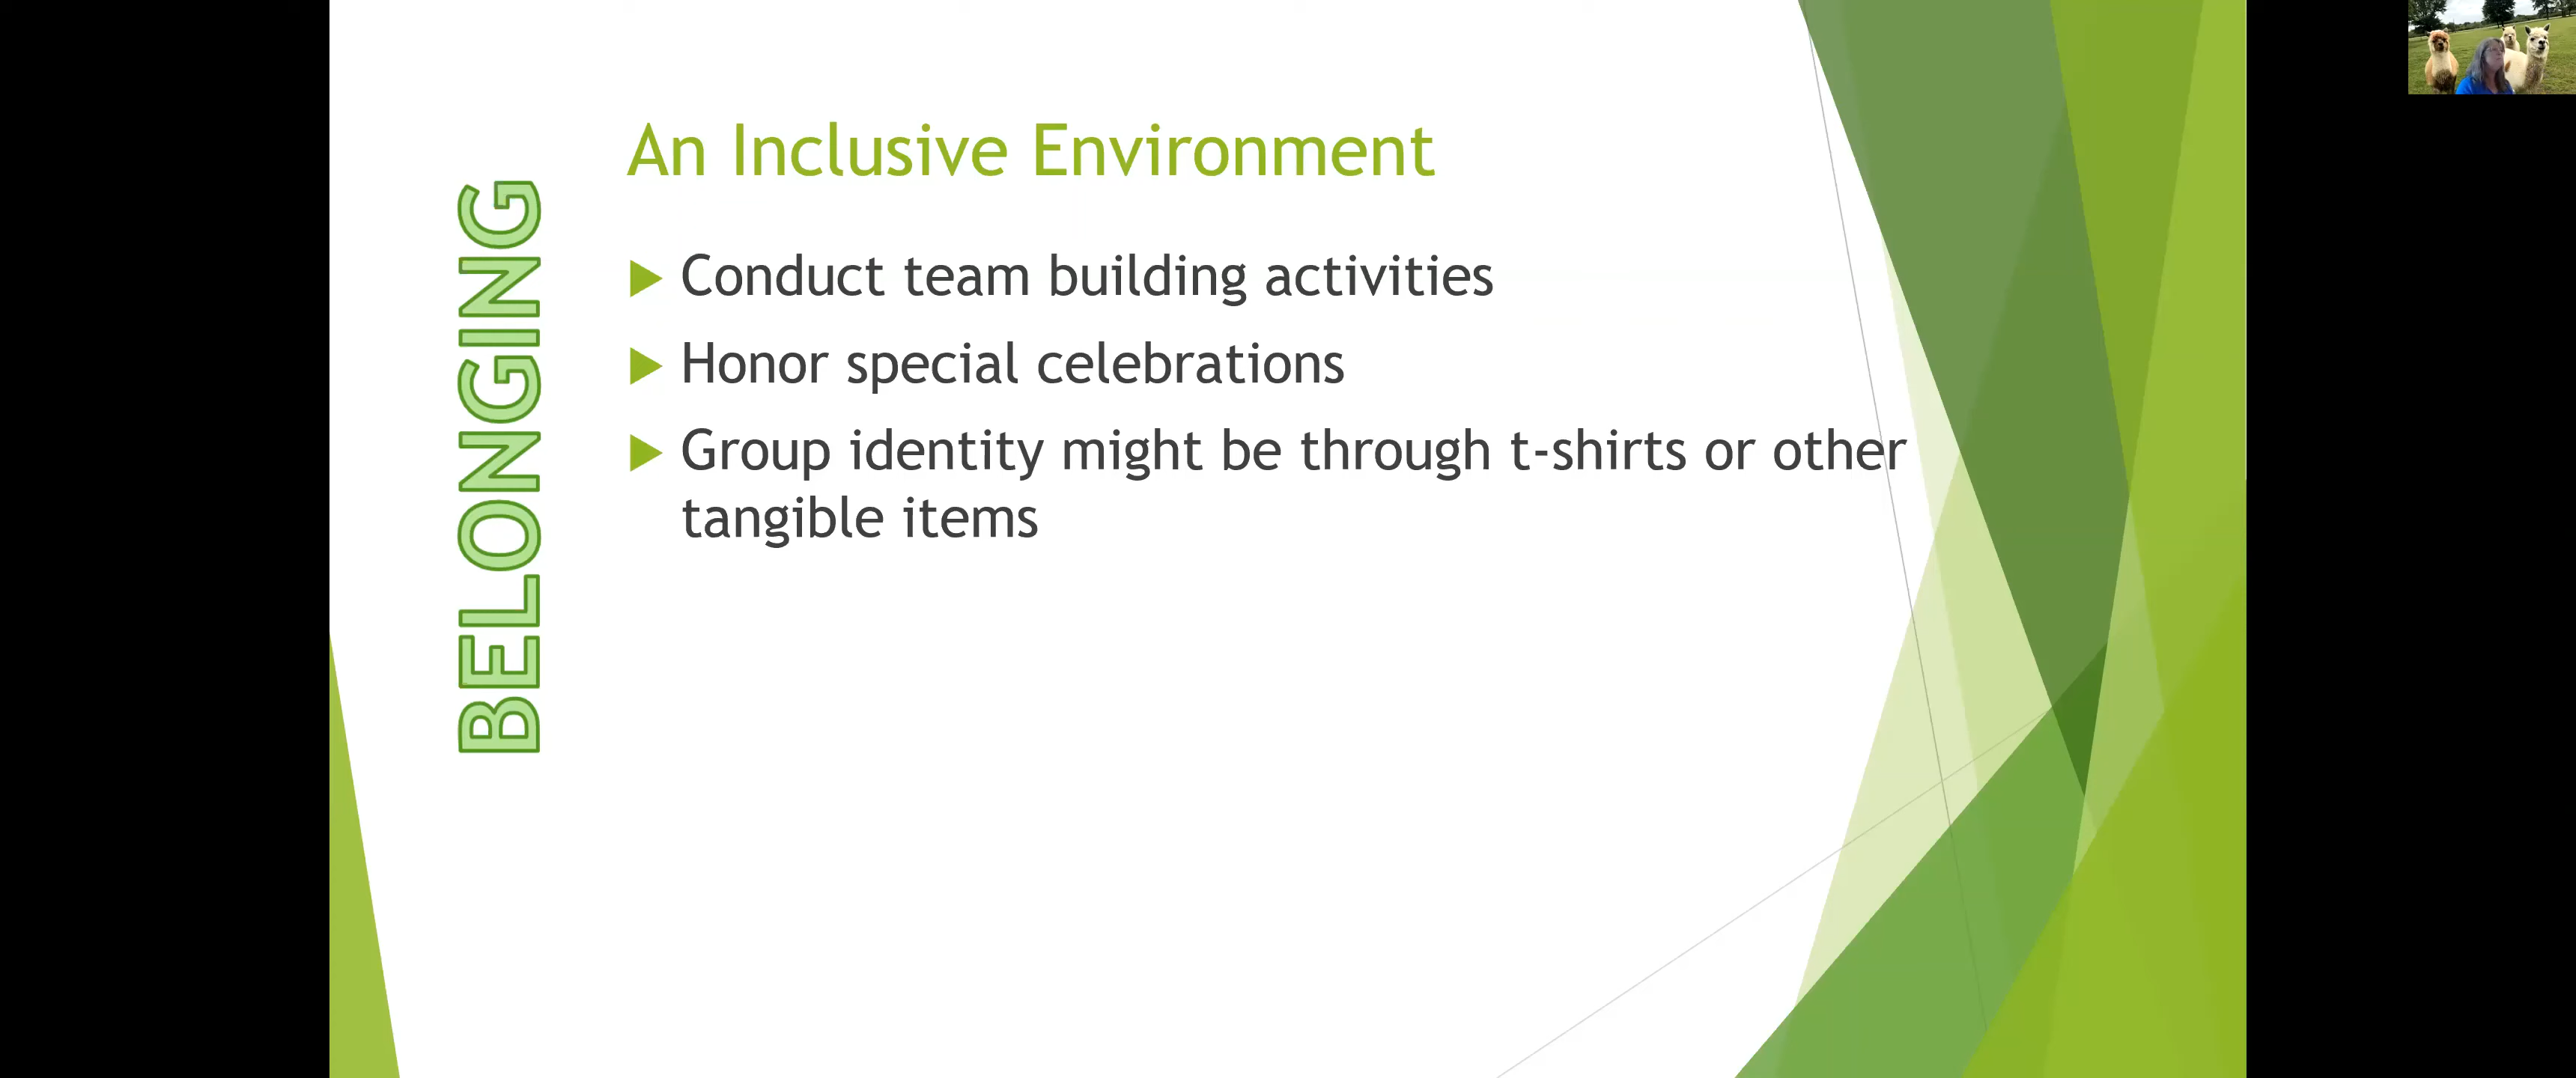 BELONGING
An Inclusive Environment
Conduct team building activities
Honor special celebrations
Group identity might be through t-shirts or other
tangible items